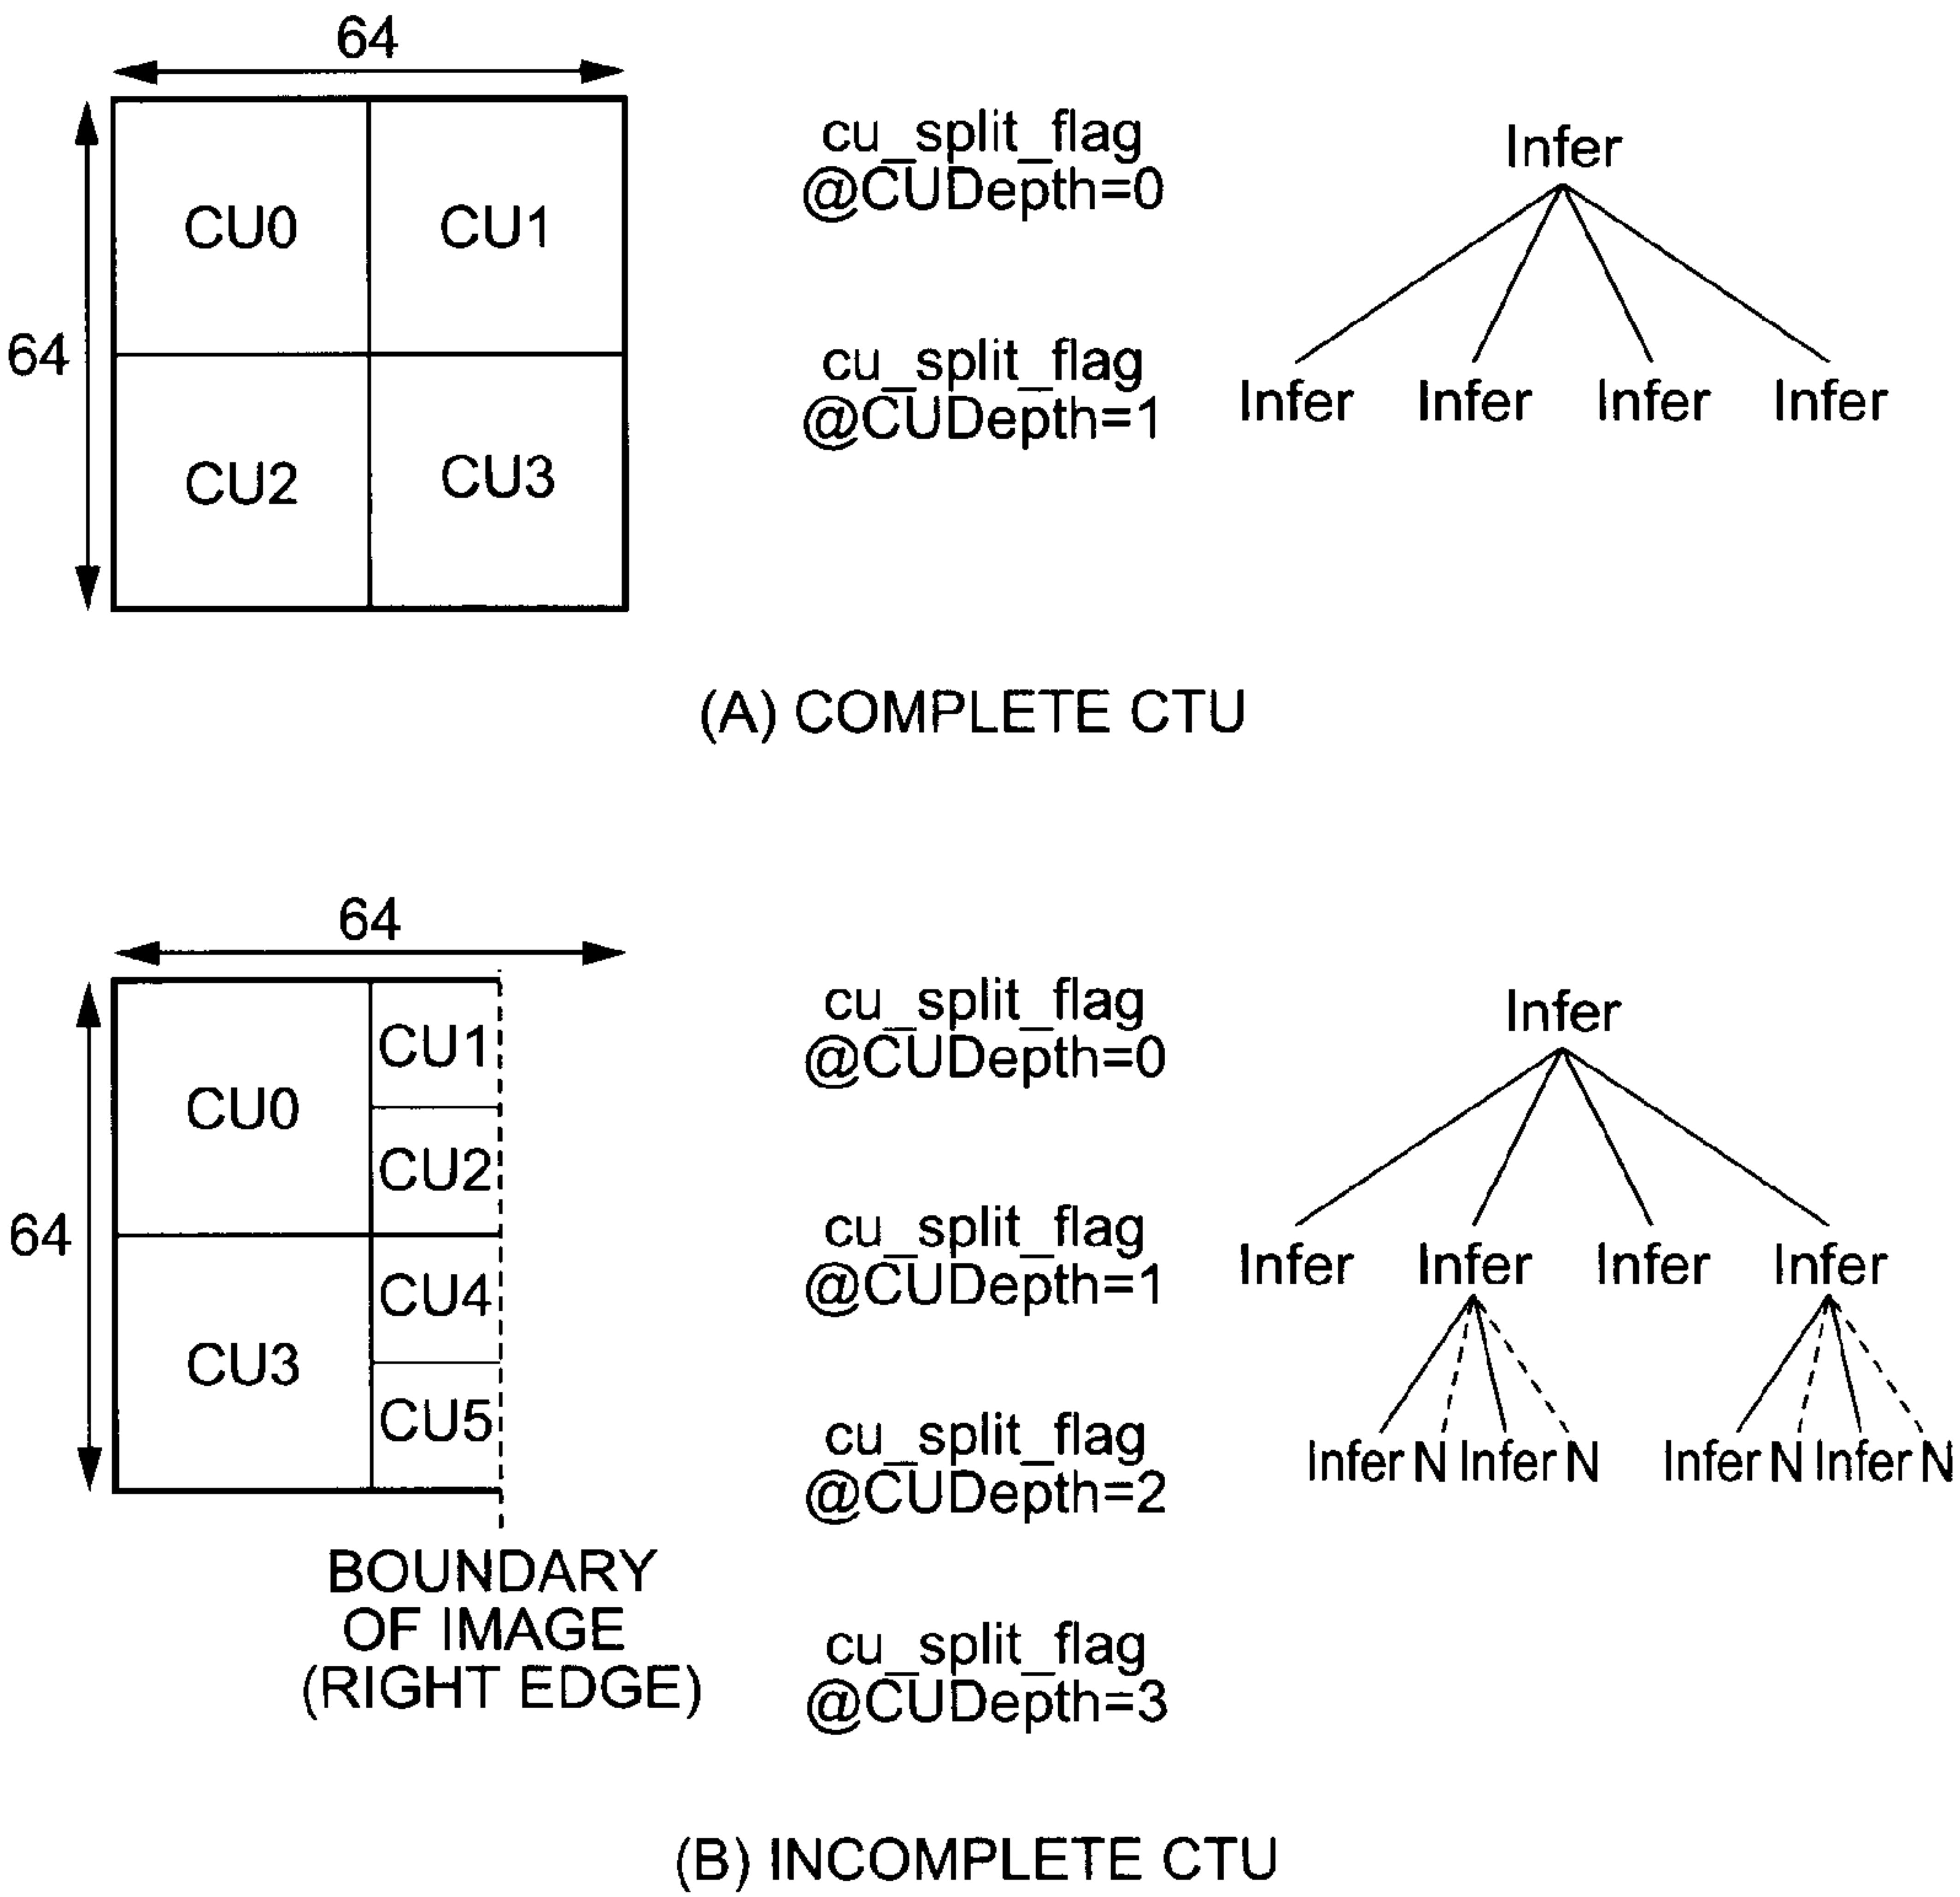 64
64
CU0 CU1
CU2 CU3
cu_split_flag
@CUDepth=0
Infer
cu_split_flag
@CUDepth=1
Infer Infer Infer Infer
(A) COMPLETE CTU
64
64
CU0
CU1
CU2
CU3
CU4
CU5
BOUNDARY
OF IMAGE
(RIGHT EDGE)
cu_split_flag
@CUDepth=0
Infer
cu_split_flag
@CUDepth=1
Infer Infer Infer Infer
cu_split_flag
@CUDepth=2
Infer N Infer N Infer N Infer N
cu_split_flag
@CUDepth=3
(B) INCOMPLETE CTU